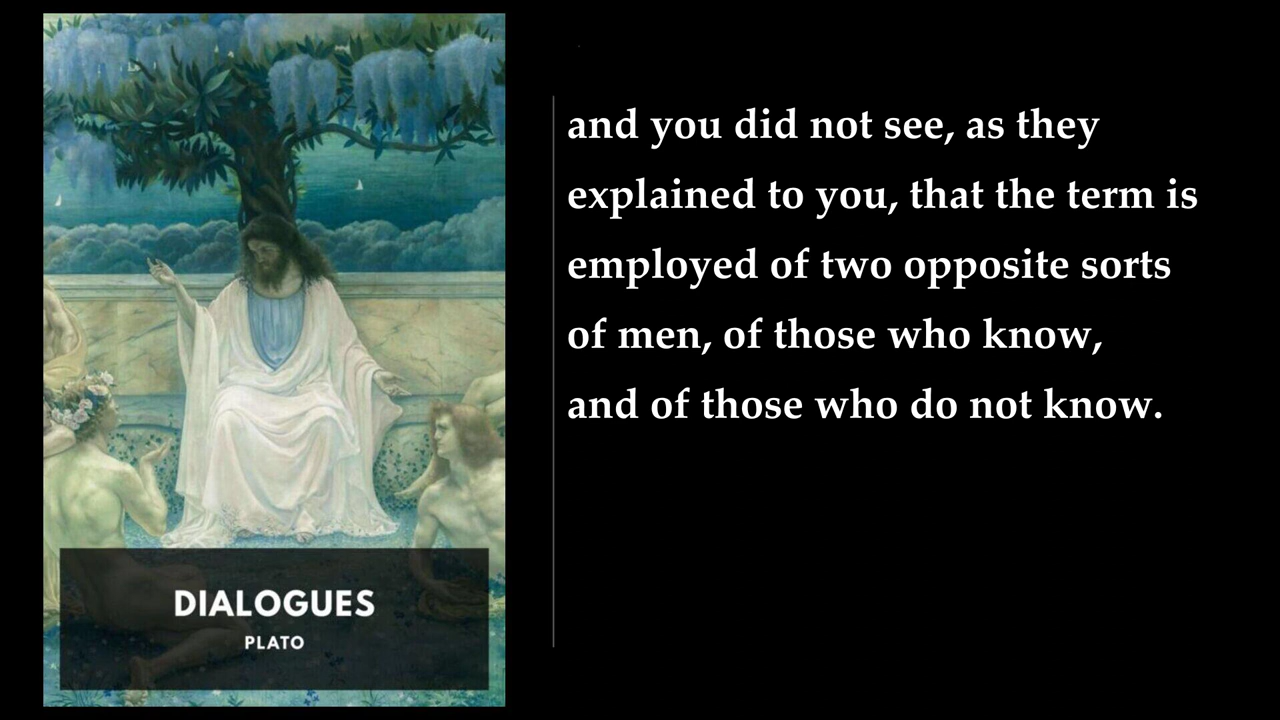 and you did not see, as they
explained to you, that the term is
employed of two opposite sorts
of men, of those who know,
and of those who do not know.
DIALOGUES
PLATO